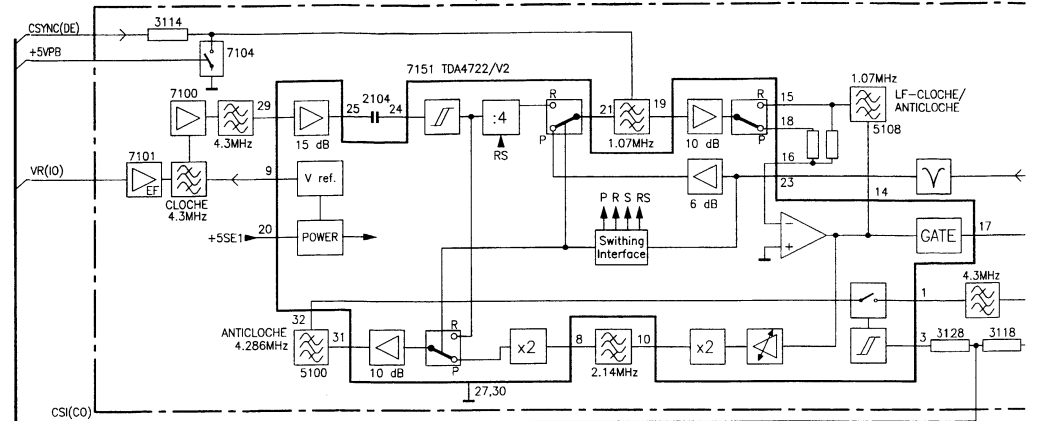 CSYNC(DE)
3114
+5VPB
7104
7151 TDA4722/V2
1.07MHz
LF-CLOCHE/
ANTICLOCHE
7100
29
25
2104
24
R
21
19
R
15
18
5108
4.3MHz
15 dB
:4
RS
P
1.07MHz
10 dB
P
7101
VR(IO)
EF
CLOCHE
4.3MHz
9
V ref.
16
23
6 dB
14
P R S RS
+5SE1
20
POWER
Swithing
Interface
−
+
GATE
17
4.3MHz
32
1
ANTICLOCHE
4.286MHz
31
R
P
8
10
3
3128
3118
5100
10 dB
x2
2.14MHz
x2
27,30
CSI(CO)